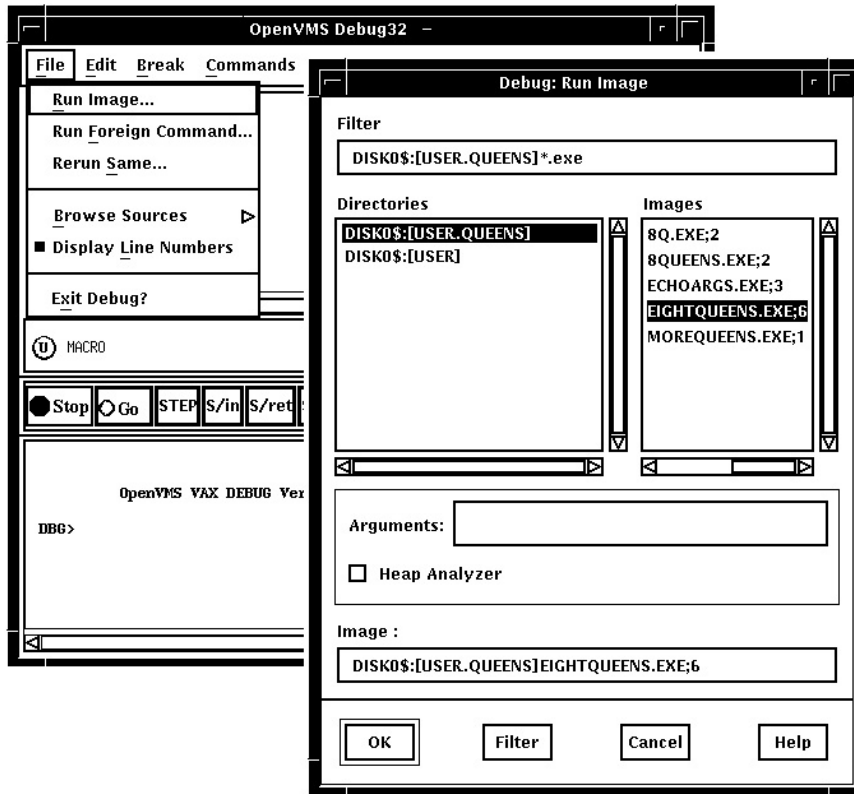 OpenVMS Debug32 –
File Edit Break Commands
Run Image...
Run Foreign Command...
Rerun Same...
Browse Sources
Display Line Numbers
Exit Debug?
U MACRO
Stop Go STEP S/in S/ret
OpenVMS VAX DEBUG Ver
DBG>
Debug: Run Image
Filter
DISK0$:[USER.QUEENS]*.exe
Directories
DISK0$:[USER.QUEENS]
DISK0$:[USER]
Images
8Q.EXE;2
8QUEENS.EXE;2
ECHOARGS.EXE;3
EIGHTQUEENS.EXE;6
MOREQUEENS.EXE;1
Arguments:
Heap Analyzer
Image :
DISK0$:[USER.QUEENS]EIGHTQUEENS.EXE;6
OK Filter Cancel Help